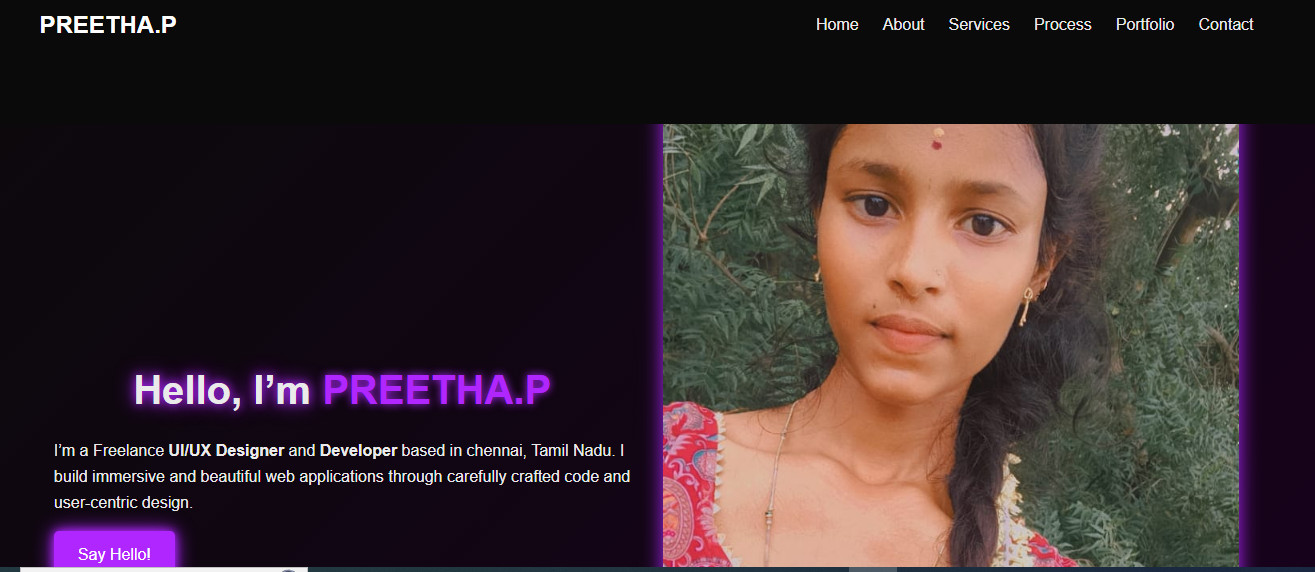 PREETHA.P
Home About Services Process Portfolio Contact
Hello, I’m PREETHA.P
I’m a Freelance UI/UX Designer and Developer based in chennai, Tamil Nadu. I
build immersive and beautiful web applications through carefully crafted code and
user-centric design.
Say Hello!